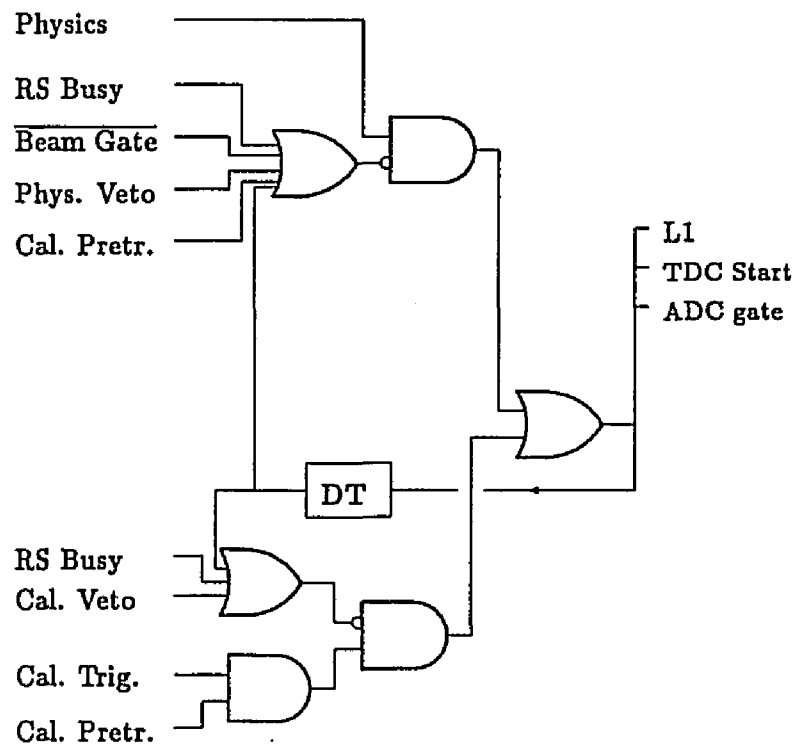 Physics
RS Busy
Beam Gate
Phys. Veto
Cal. Pretr.
L1
TDC Start
ADC gate
DT
RS Busy
Cal. Veto
Cal. Trig.
Cal. Pretr.